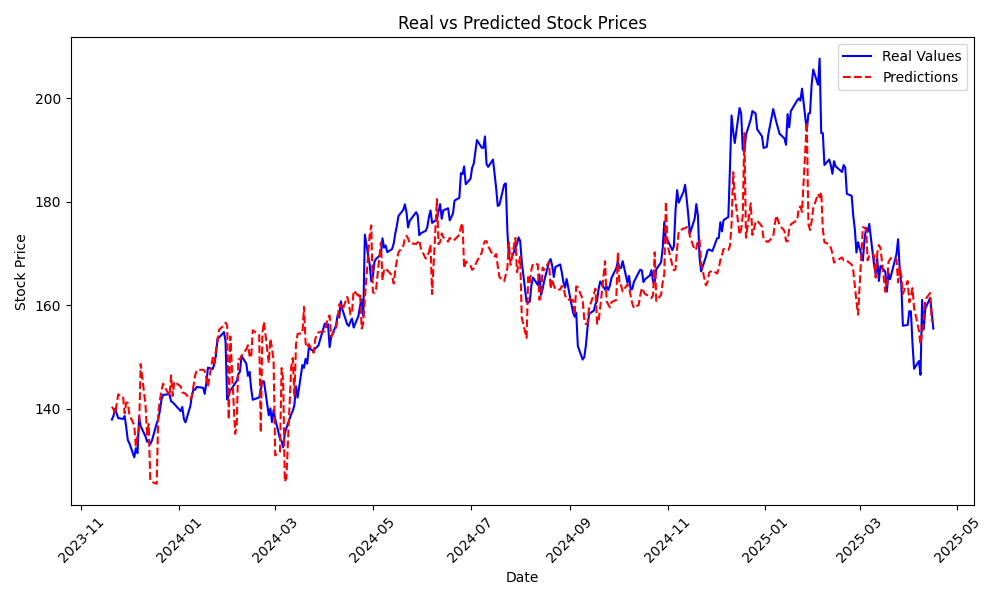 Real vs Predicted Stock Prices
Real Values
Predictions
Stock Price
200
180
160
140
2023-11
2024-01
2024-03
2024-05
2024-07
2024-09
2024-11
2025-01
2025-03
2025-05
Date